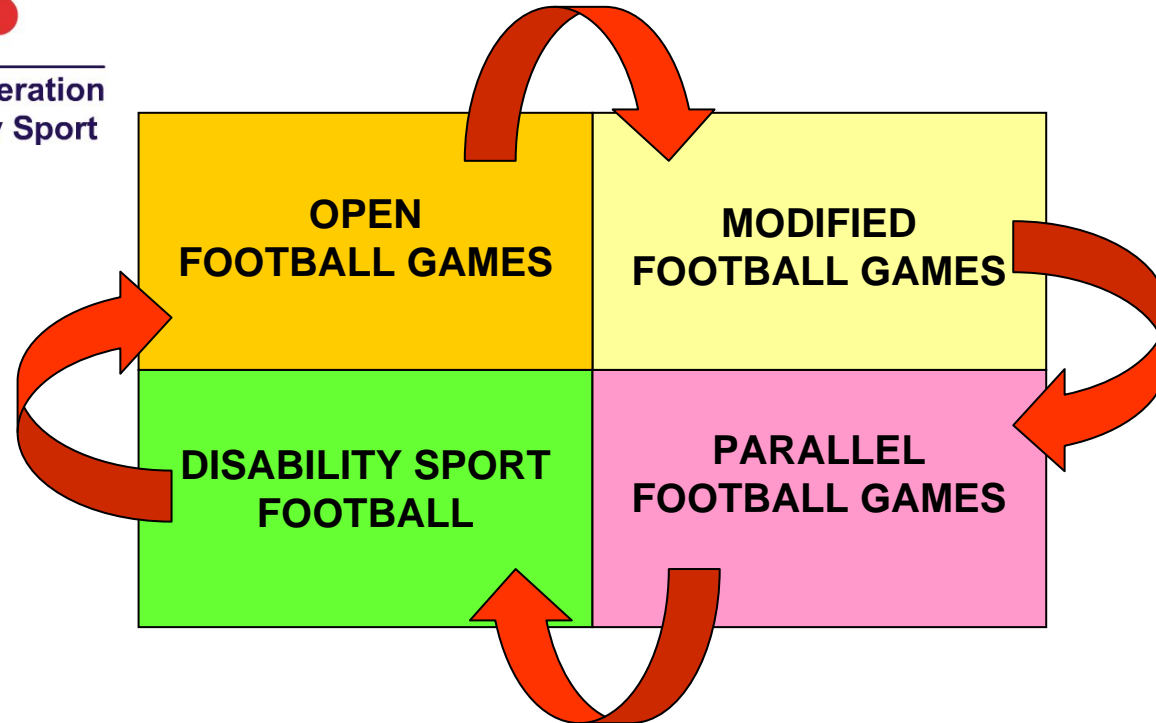 eration
y Sport
OPEN
FOOTBALL GAMES
MODIFIED
FOOTBALL GAMES
DISABILITY SPORT
FOOTBALL
PARALLEL
FOOTBALL GAMES